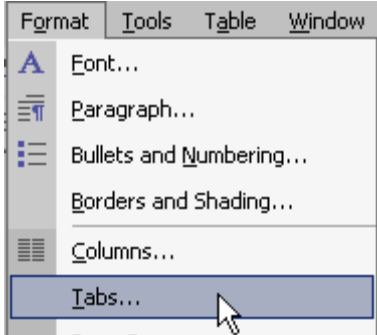 Format Tools Table Window
Font...
Paragraph...
Bullets and Numbering...
Borders and Shading...
Columns...
Tabs...